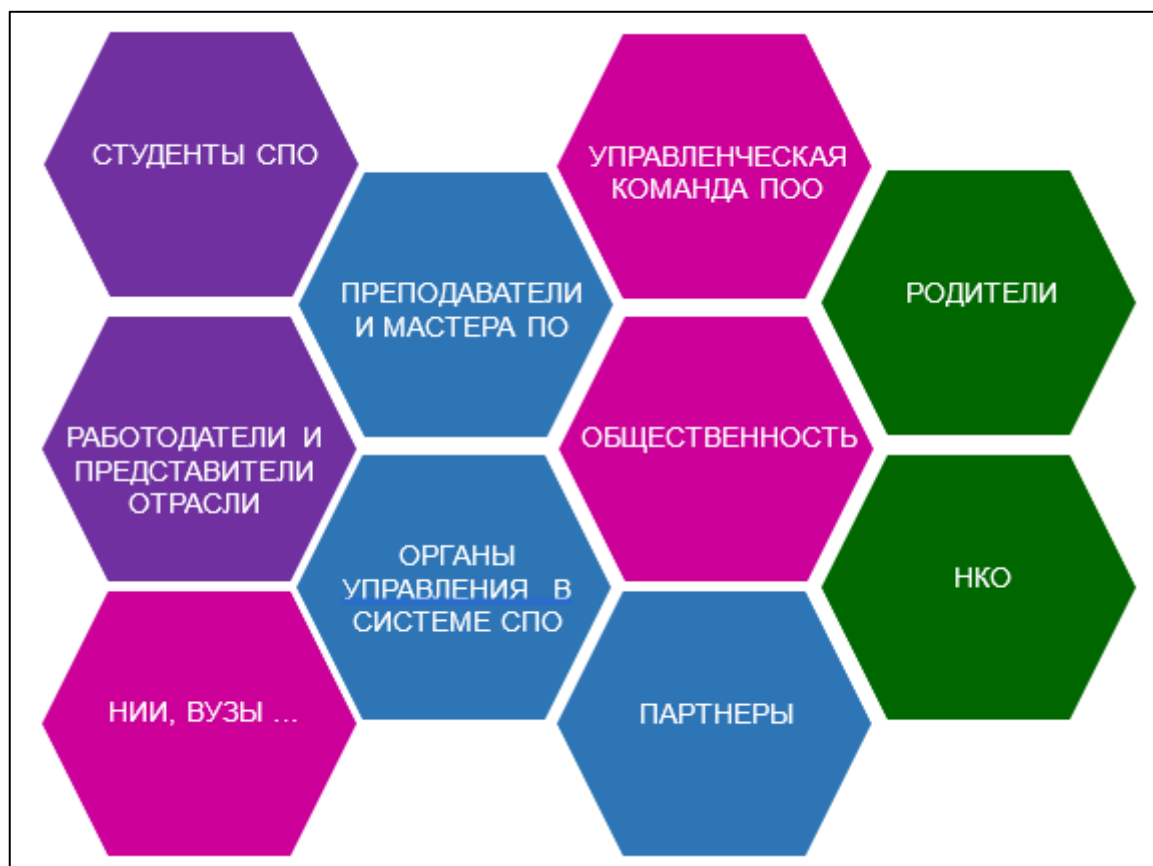 СТУДЕНТЫ СПО
УПРАВЛЕНЧЕСКАЯ
КОМАНДА ПОО
ПРЕПОДАВАТЕЛИ
И МАСТЕРА ПО
РОДИТЕЛИ
РАБОТОДАТЕЛИ И
ПРЕДСТАВИТЕЛИ
ОТРАСЛИ
ОБЩЕСТВЕННОСТЬ
ОРГАНЫ
УПРАВЛЕНИЯ В
СИСТЕМЕ СПО
НКО
НИИ, ВУЗЫ ...
ПАРТНЕРЫ